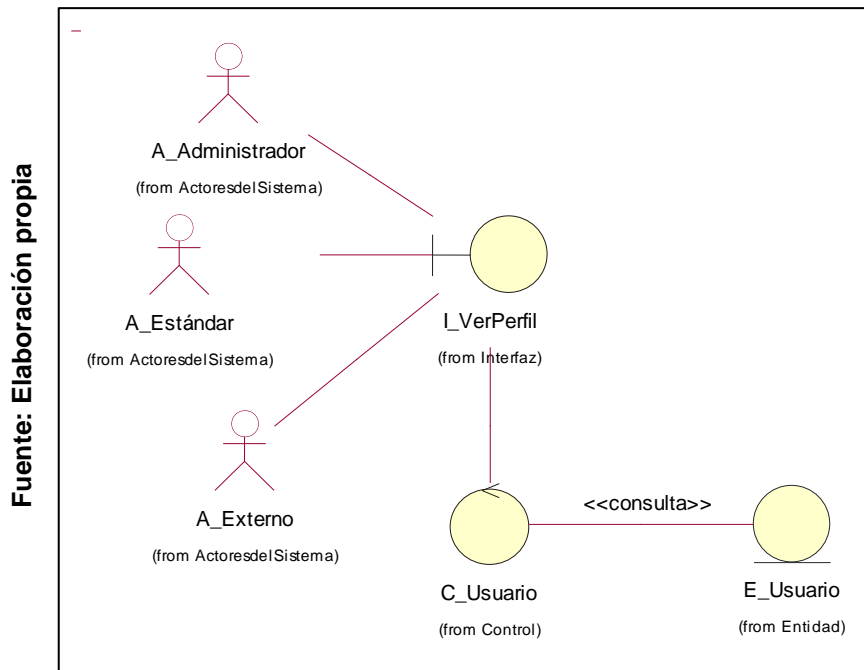 Fuente: Elaboración propia
A_Administrador
(from ActoresdelSistema)
A_Estándar
(from ActoresdelSistema)
I_VerPerfil
(from Interfaz)
A_Externo
(from ActoresdelSistema)
<<consulta>>
C_Usuario
(from Control)
E_Usuario
(from Entidad)